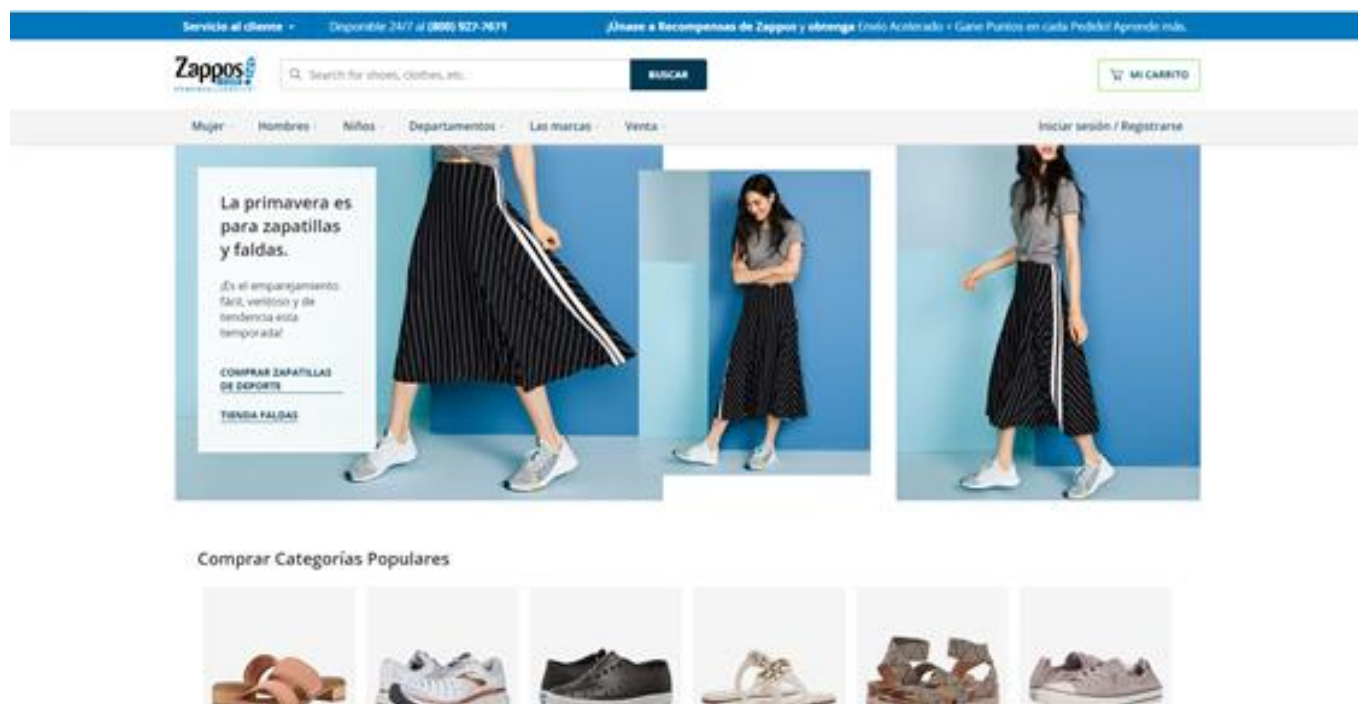 Servicio al cliente
Disponible 24/7 al (800) 927-7671
¡Únase a Recompensas de Zappos y obtenga Envío Acelerado + Gane Puntos en cada Pedido! Aprende más.
Zappos
Search for shoes, clothes, etc.
BUSCAR
MI CARRITO
Mujer
Hombres
Niños
Departamentos
Las marcas
Venta
Iniciar sesión / Registrarse
La primavera es
para zapatillas
y faldas.
¡Es el emparejamiento
fácil, ventoso y de
tendencia esta
temporada!
COMPRAR ZAPATILLAS
DE DEPORTE
TIENDA FALDAS
Comprar Categorías Populares